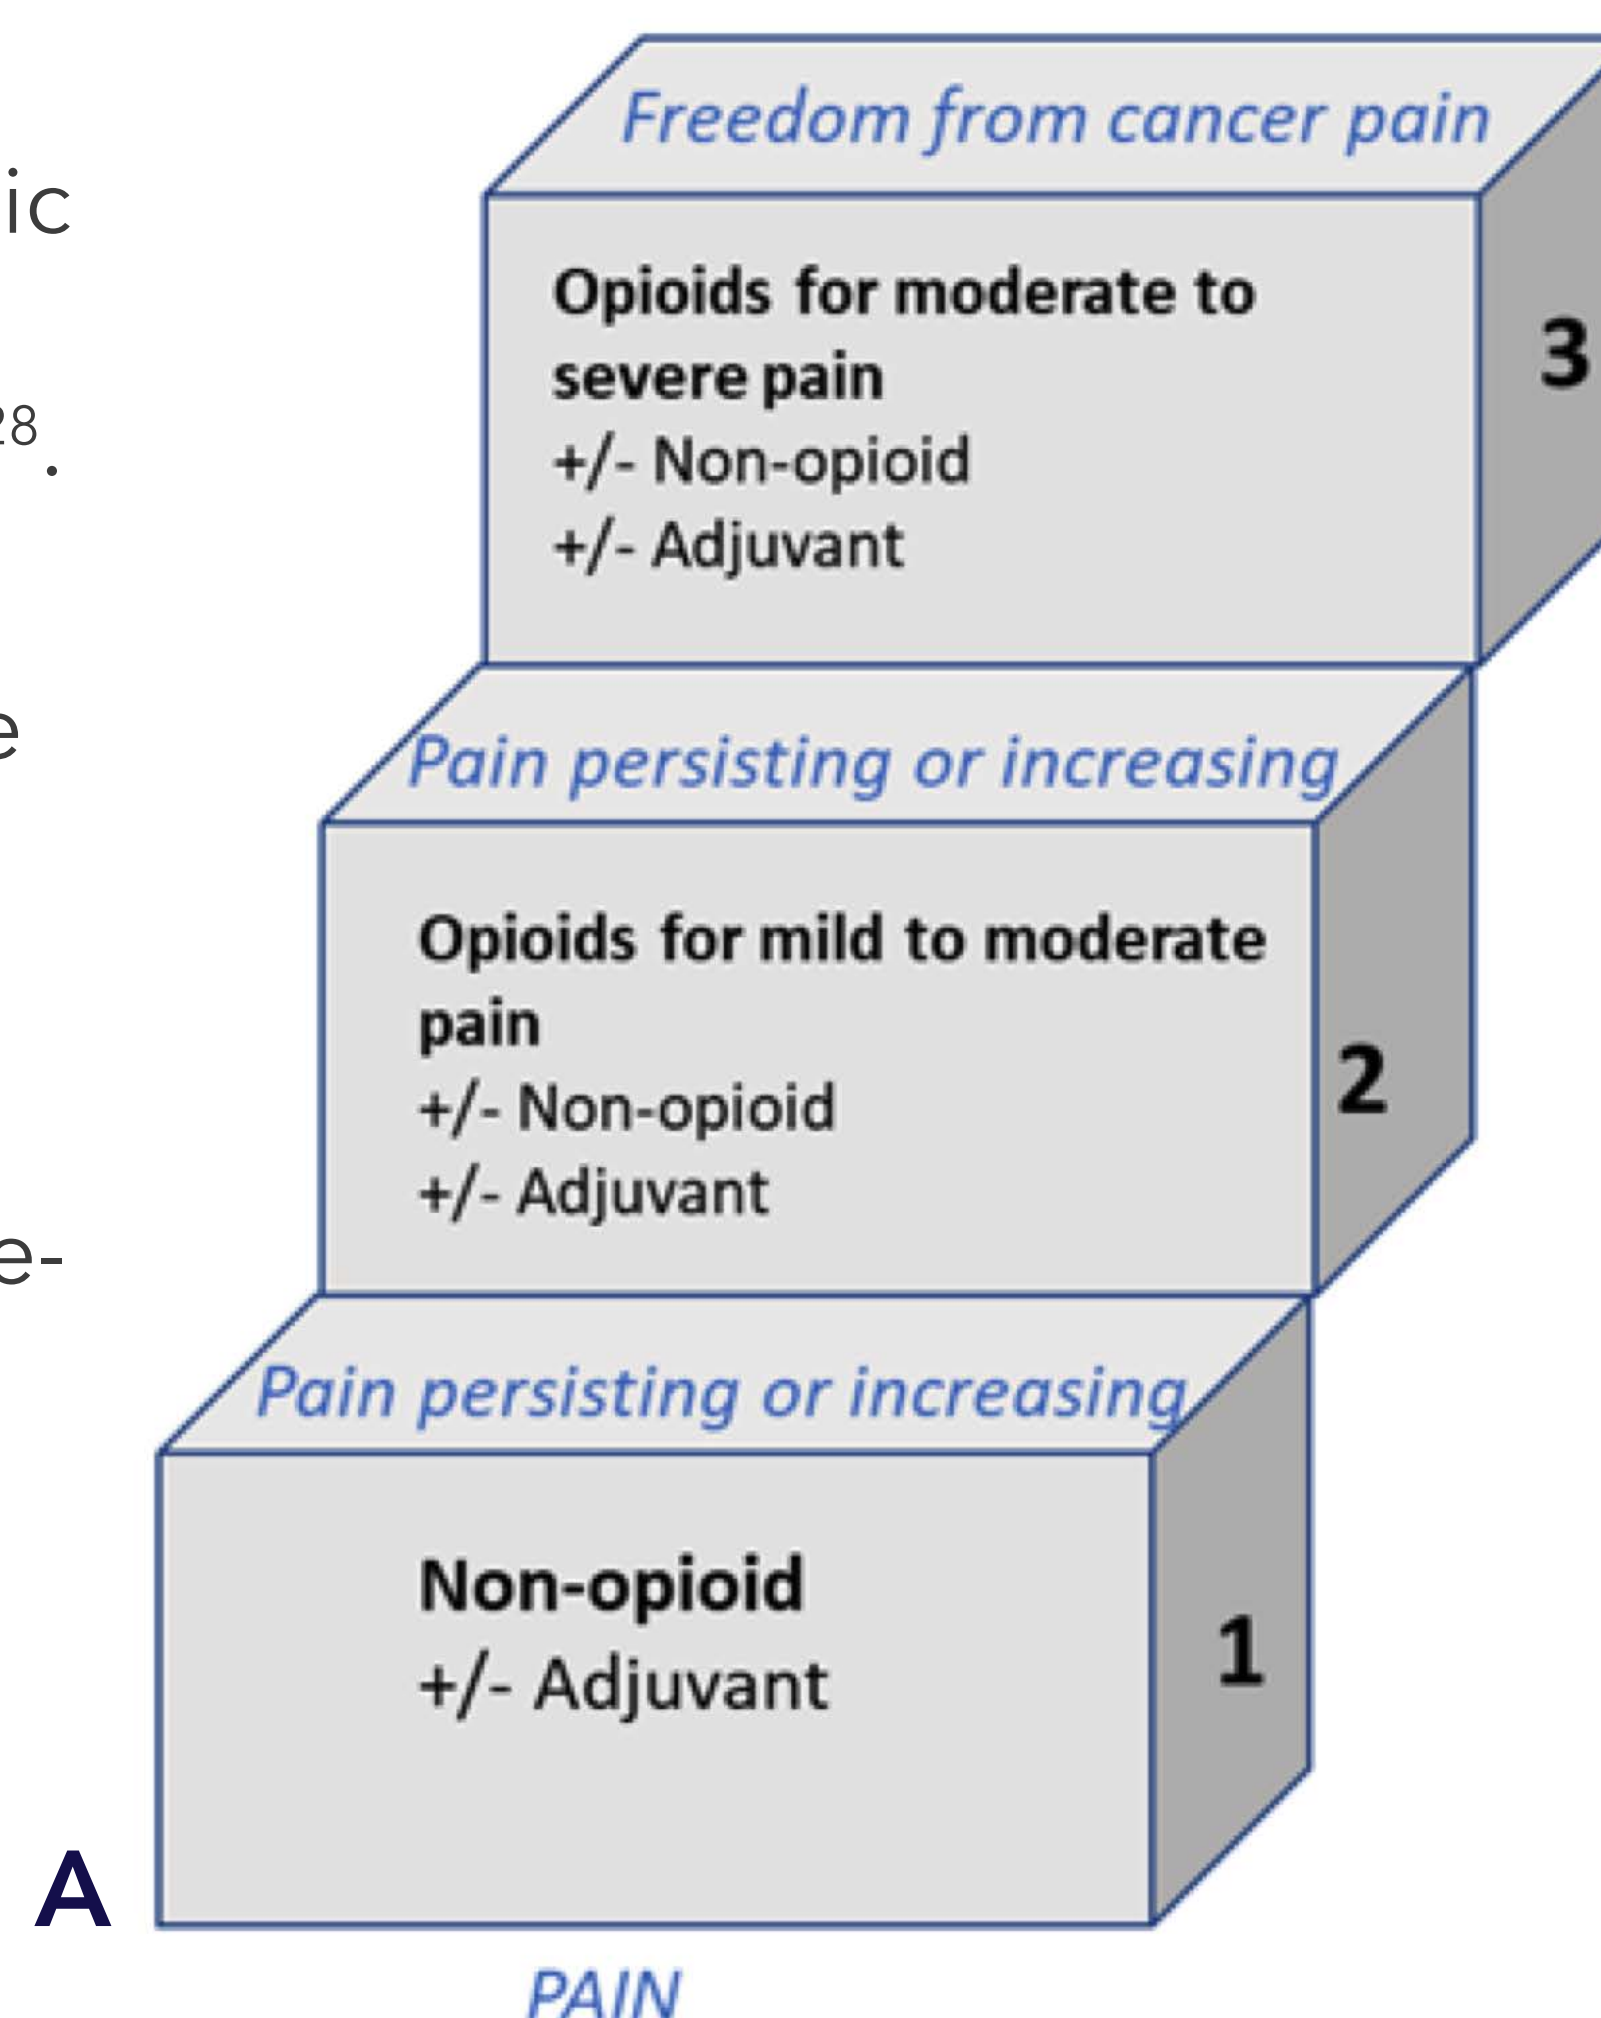 ic
28.
e
e-
Freedom from cancer pain
Opioids for moderate to
severe pain
+/- Non-opioid
+/- Adjuvant
3
Pain persisting or increasing
Opioids for mild to moderate
pain
+/- Non-opioid
+/- Adjuvant
2
Pain persisting or increasing
Non-opioid
+/- Adjuvant
1
A
PAIN